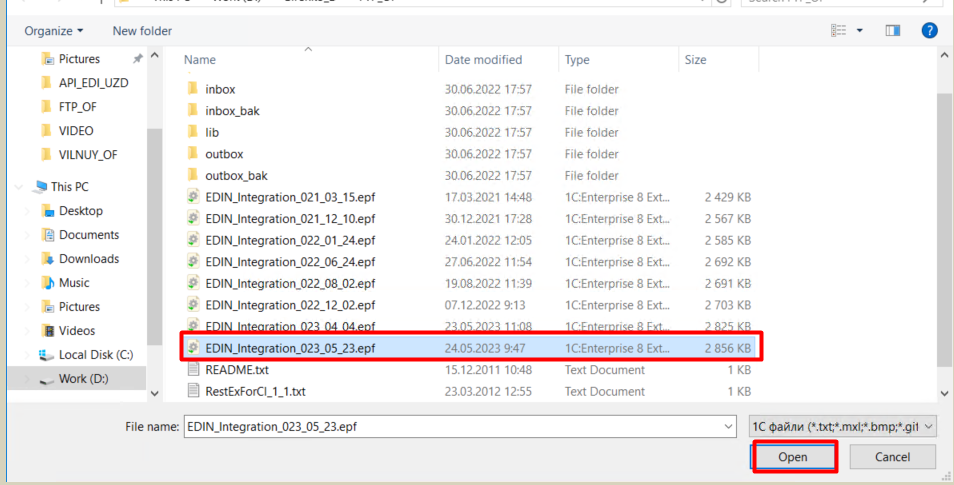 This PC Work (D:) FTP_OF Search FTP_OF
Organize New folder
Name Date modified Type Size
Pictures
API_EDI_UZD
FTP_OF
VIDEO
VILNUY_OF
This PC
Desktop
Documents
Downloads
Music
Pictures
Videos
Local Disk (C:)
Work (D:)
inbox 30.06.2022 17:57 File folder
inbox_bak 30.06.2022 17:57 File folder
lib 30.06.2022 17:57 File folder
outbox 30.06.2022 17:57 File folder
outbox_bak 30.06.2022 17:57 File folder
EDIN_Integration_021_03_15.epf 17.03.2021 14:48 1C:Enterprise 8 Ext... 2 429 KB
EDIN_Integration_021_12_10.epf 30.12.2021 17:28 1C:Enterprise 8 Ext... 2 567 KB
EDIN_Integration_022_01_24.epf 24.01.2022 12:05 1C:Enterprise 8 Ext... 2 585 KB
EDIN_Integration_022_06_24.epf 27.06.2022 11:54 1C:Enterprise 8 Ext... 2 692 KB
EDIN_Integration_022_08_02.epf 19.08.2022 11:39 1C:Enterprise 8 Ext... 2 691 KB
EDIN_Integration_022_12_02.epf 07.12.2022 9:13 1C:Enterprise 8 Ext... 2 703 KB
EDIN_Integration_023_04_04.epf 23.05.2023 11:08 1C:Enterprise 8 Ext... 2 825 KB
EDIN_Integration_023_05_23.epf 24.05.2023 9:47 1C:Enterprise 8 Ext... 2 856 KB
README.txt 15.12.2011 10:48 Text Document 1 KB
RestExForCl_1_1.txt 23.03.2012 12:55 Text Document 1 KB
File name: EDIN_Integration_023_05_23.epf 1C файли (*.txt;*.mxl;*.bmp;*.gif
Open Cancel